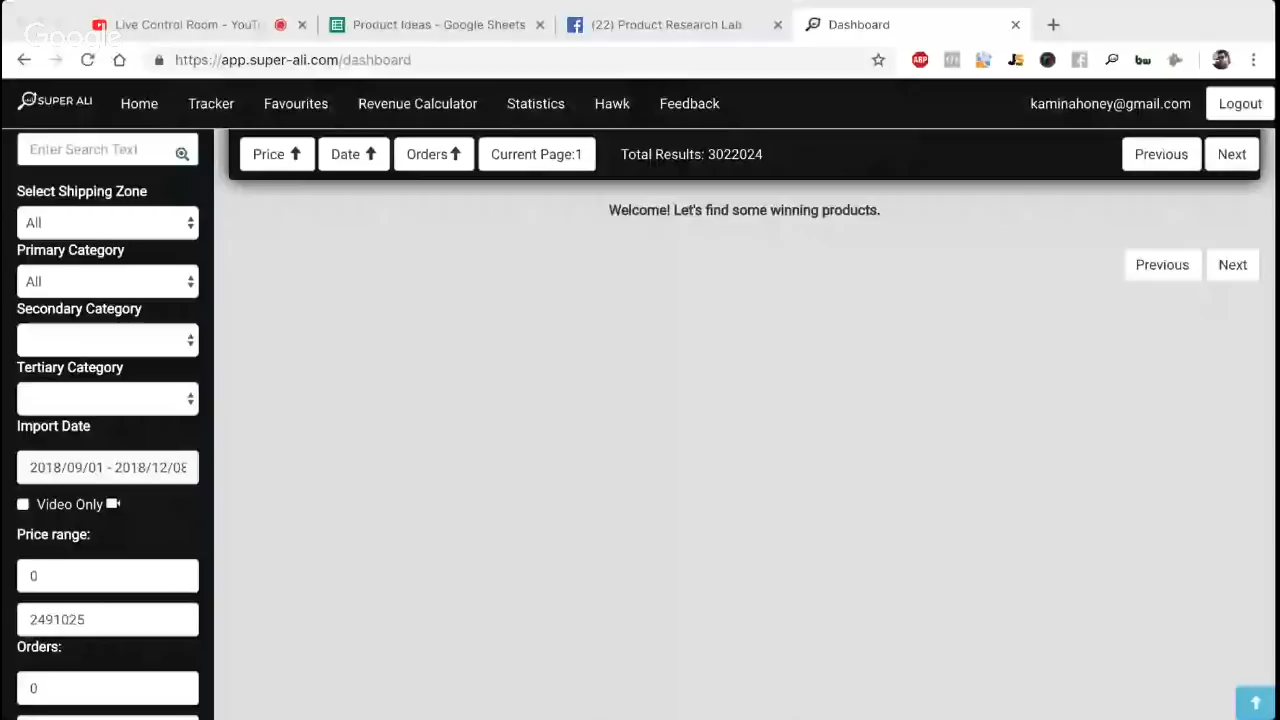 Live Control Room - YouT
Product Ideas - Google Sheets
(22) Product Research Lab
Dashboard
Google
https://app.super-ali.com/dashboard
ABP
JS
bw
SUPER ALI
Home
Tracker
Favourites
Revenue Calculator
Statistics
Hawk
Feedback
kaminahoney@gmail.com
Logout
Enter Search Text
Price
Date
Orders
Current Page:1
Total Results: 3022024
Previous
Next
Select Shipping Zone
All
Welcome! Let's find some winning products.
Primary Category
All
Previous
Next
Secondary Category
Tertiary Category
Import Date
2018/09/01 - 2018/12/08
Video Only
Price range:
0
2491025
Orders:
0